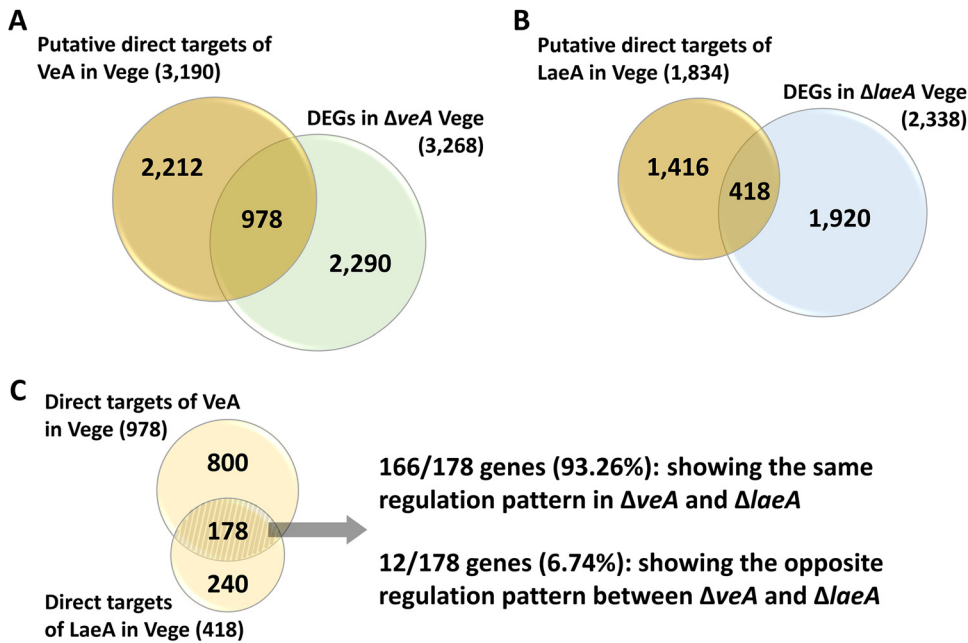 A
Putative direct targets of
VeA in Vege (3,190)
DEGs in ΔveA Vege
(3,268)
2,212
978
2,290
B
Putative direct targets of
LaeA in Vege (1,834)
DEGs in ΔlaeA Vege
(2,338)
1,416
418
1,920
C
Direct targets of VeA
in Vege (978)
800
178
240
Direct targets
of LaeA in Vege (418)
166/178 genes (93.26%): showing the same
regulation pattern in ΔveA and ΔlaeA
12/178 genes (6.74%): showing the opposite
regulation pattern between ΔveA and ΔlaeA